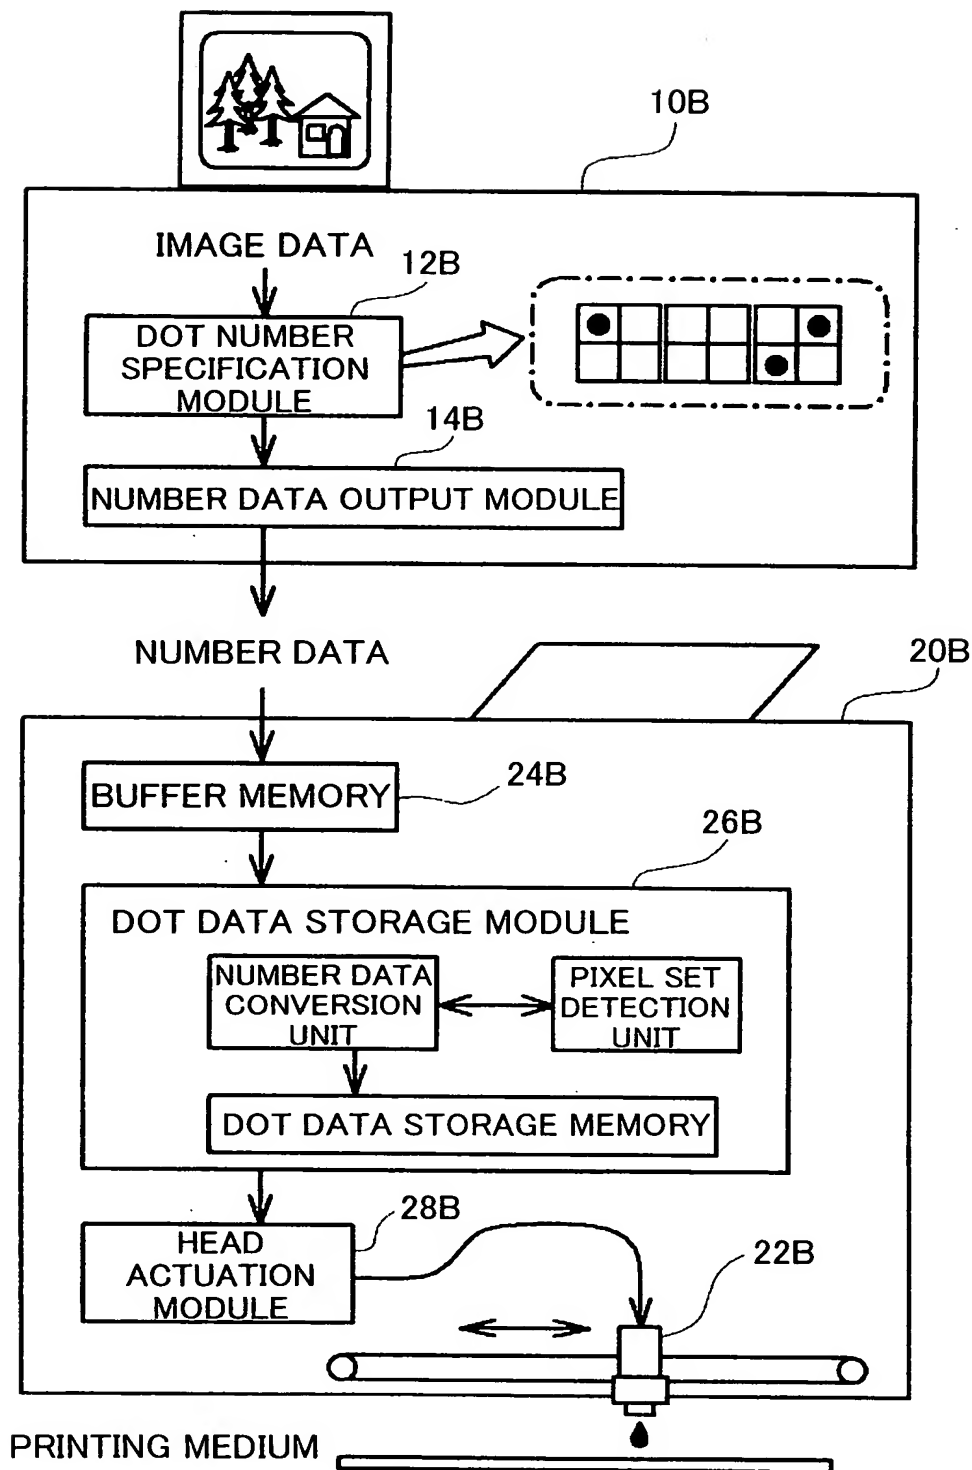 10B
IMAGE DATA
12B
DOT NUMBER
SPECIFICATION
MODULE
14B
NUMBER DATA OUTPUT MODULE
NUMBER DATA
20B
BUFFER MEMORY
24B
26B
DOT DATA STORAGE MODULE
NUMBER DATA
CONVERSION
UNIT
PIXEL SET
DETECTION
UNIT
DOT DATA STORAGE MEMORY
28B
HEAD
ACTUATION
MODULE
22B
PRINTING MEDIUM